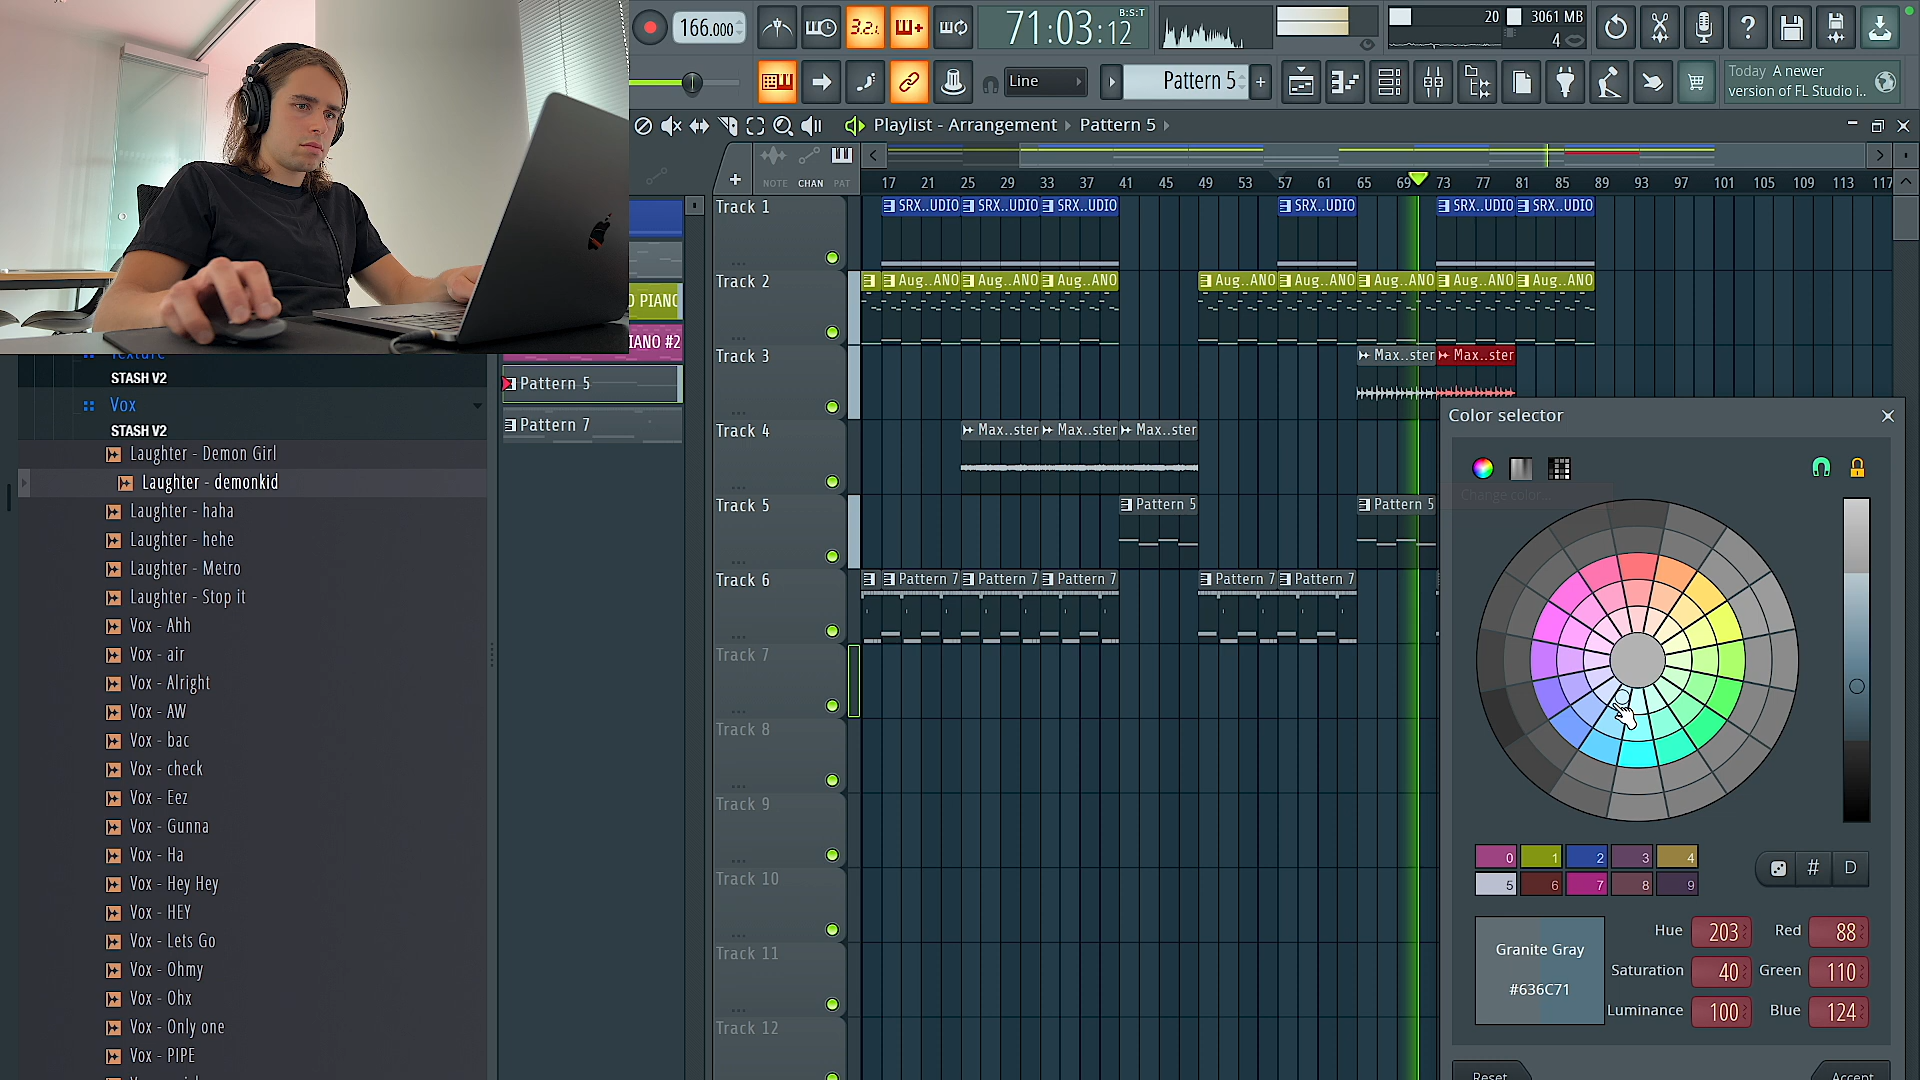 166.000
3.2.1
71:03:12
B:S:T
20
3061 MB
4
Line
Pattern 5
Today A newer
version of FL Studio i..
Playlist - Arrangement
Pattern 5
NOTE CHAN PAT
17 21 25 29 33 37 41 45 49 53 57 61 65 69 73 77 81 85 89 93 97 101 105 109 113 117
Track 1
SRX..UDIO SRX..UDIO SRX..UDIO SRX..UDIO SRX..UDIO SRX..UDIO
Track 2
Aug..ANO Aug..ANO Aug..ANO Aug..ANO Aug..ANO Aug..ANO Aug..ANO Aug..ANO
Track 3
Max..ster Max..ster
Track 4
Max..ster Max..ster Max..ster
Track 5
Pattern 5 Pattern 5
Track 6
Pattern 7 Pattern 7 Pattern 7 Pattern 7 Pattern 7
Track 7
Track 8
Track 9
Track 10
Track 11
Track 12
O PIANO
IANO #2
Pattern 5
Pattern 7
Texture
STASH V2
Vox
STASH V2
Laughter - Demon Girl
Laughter - demonkid
Laughter - haha
Laughter - hehe
Laughter - Metro
Laughter - Stop it
Vox - Ahh
Vox - air
Vox - Alright
Vox - AW
Vox - bac
Vox - check
Vox - Eez
Vox - Gunna
Vox - Ha
Vox - Hey Hey
Vox - HEY
Vox - Lets Go
Vox - Ohmy
Vox - Ohx
Vox - Only one
Vox - PIPE
Color selector
Change color...
0 1 2 3 4
5 6 7 8 9
# D
Granite Gray
#636C71
Hue 203 Red 88
Saturation 40 Green 110
Luminance 100 Blue 124
Reset
Accept